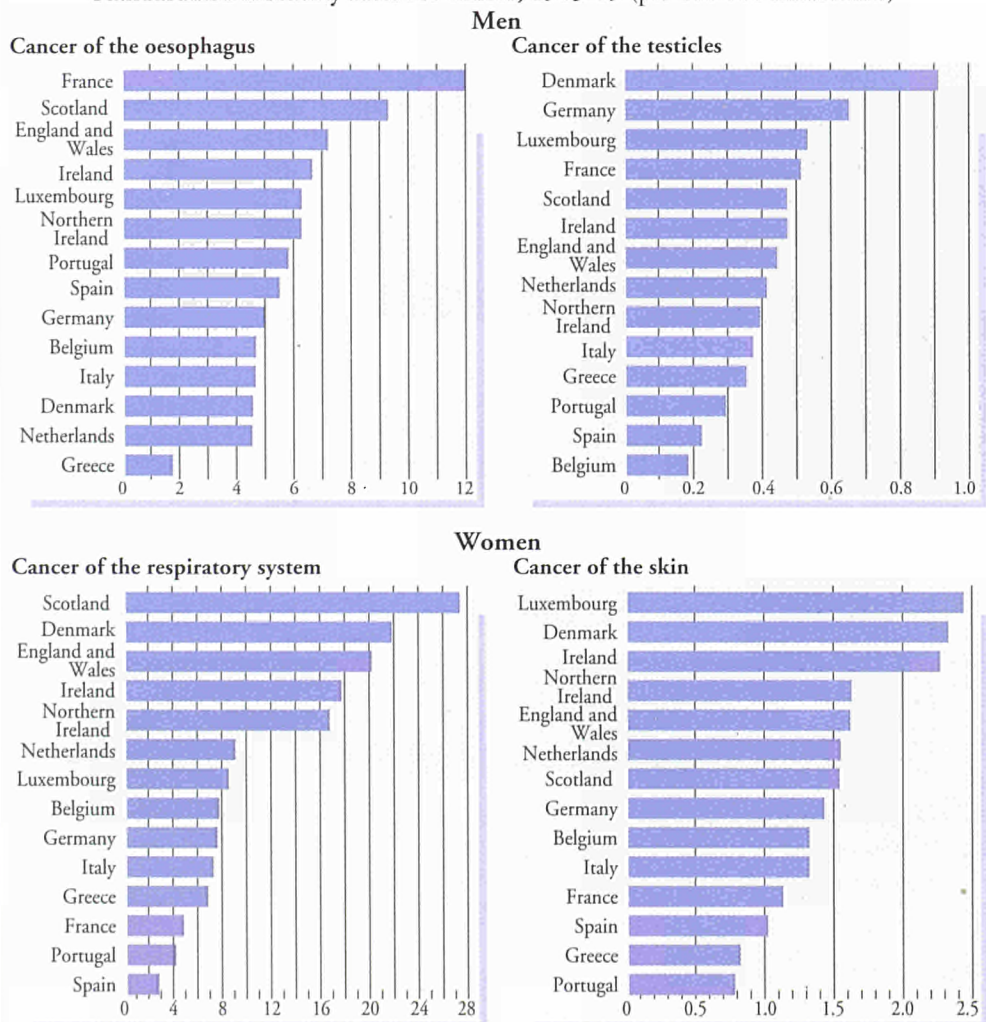 Men
Cancer of the oesophagus
France
Scotland
England and
Wales
Ireland
Luxembourg
Northern
Ireland
Portugal
Spain
Germany
Belgium
Italy
Denmark
Netherlands
Greece
0 2 4 6 8 10 12
Cancer of the testicles
Denmark
Germany
Luxembourg
France
Scotland
Ireland
England and
Wales
Netherlands
Northern
Ireland
Italy
Greece
Portugal
Spain
Belgium
0 0.2 0.4 0.6 0.8 1.0
Women
Cancer of the respiratory system
Scotland
Denmark
England and
Wales
Ireland
Northern
Ireland
Netherlands
Luxembourg
Belgium
Germany
Italy
Greece
France
Portugal
Spain
0 4 8 12 16 20 24 28
Cancer of the skin
Luxembourg
Denmark
Ireland
Northern
Ireland
England and
Wales
Netherlands
Scotland
Germany
Belgium
Italy
France
Spain
Greece
Portugal
0 0.5 1.0 1.5 2.0 2.5